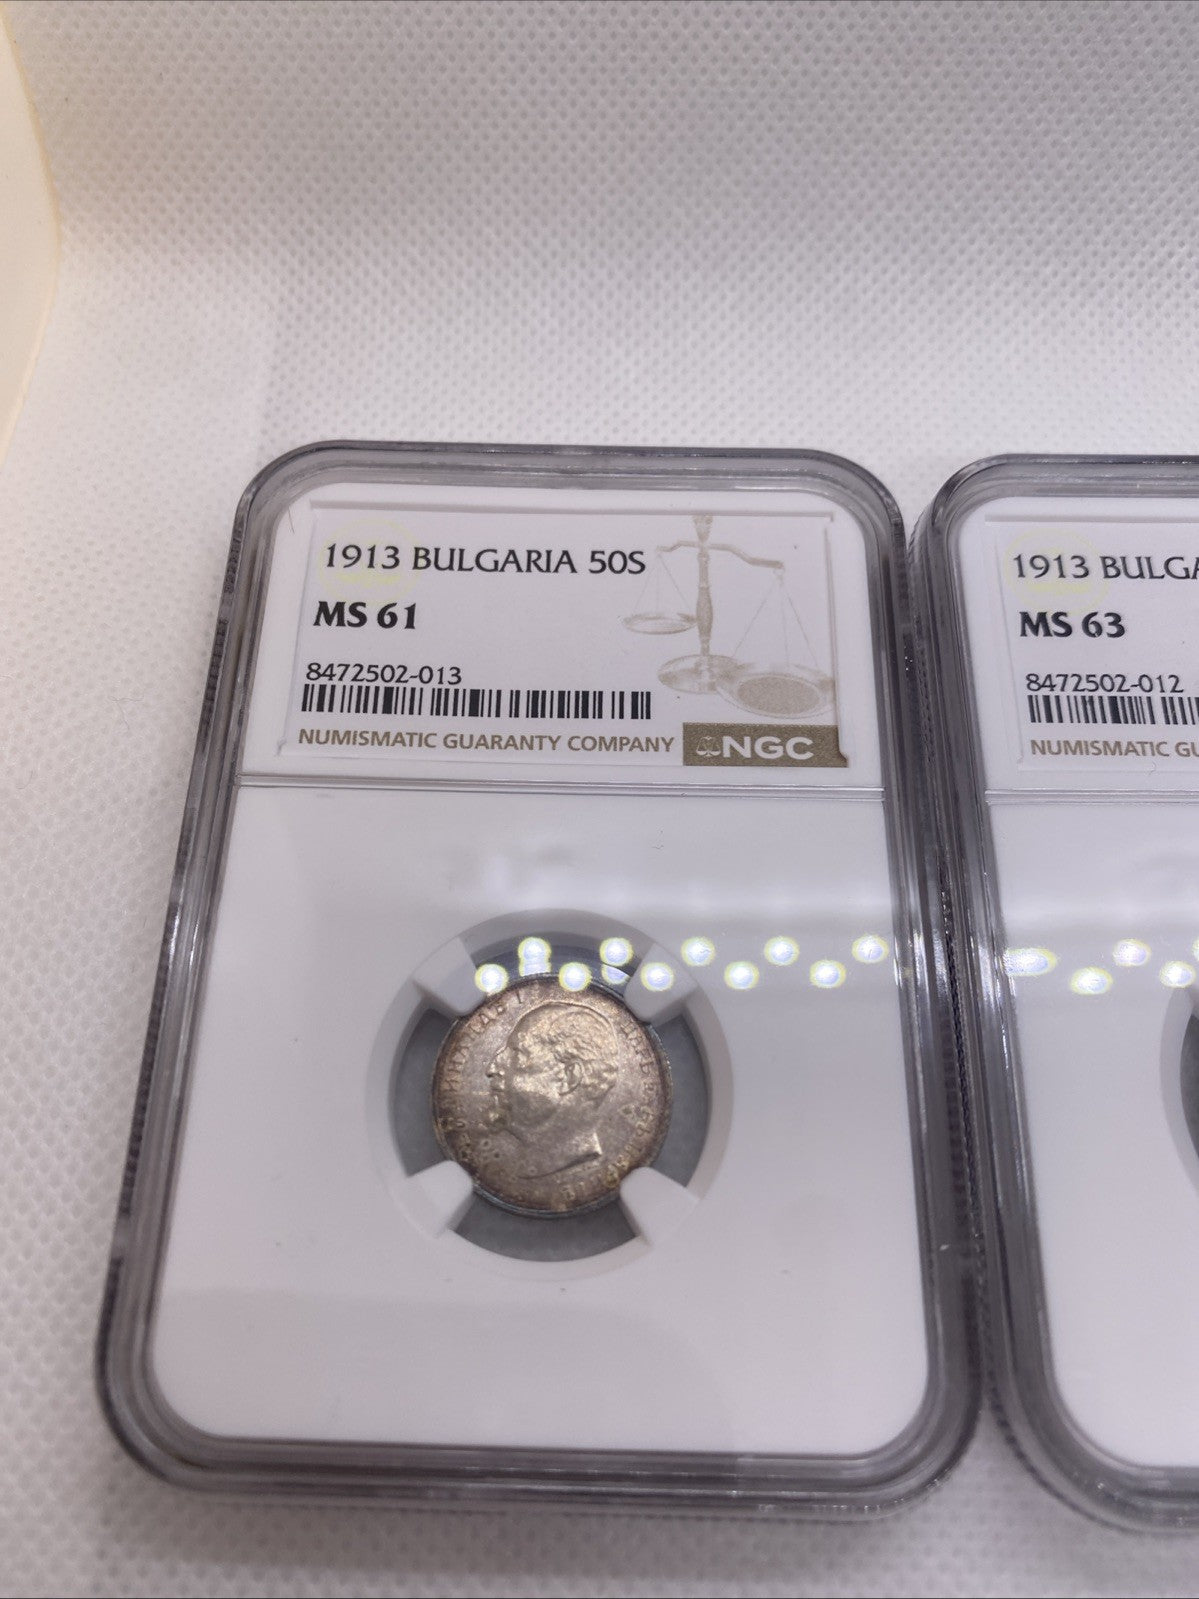 1913 BULGARIA 50S
MS 61
8472502-013
NUMISMATIC GUARANTY COMPANY NGC
1913 BULGA
MS 63
8472502-012
NUMISMATIC GU